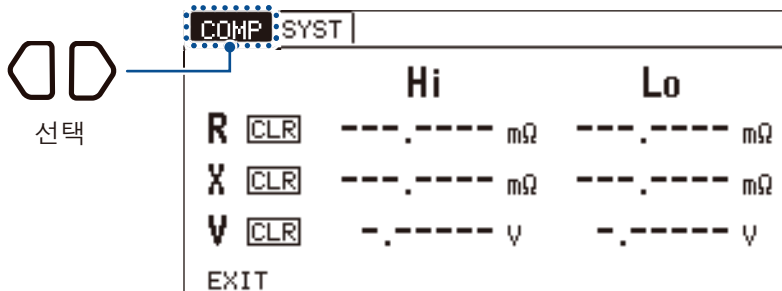 COMP SYST
Hi Lo
선택
R CLR ---.---- mΩ ---.---- mΩ
X CLR ---.---- mΩ ---.---- mΩ
V CLR -.----- V -.----- V
EXIT